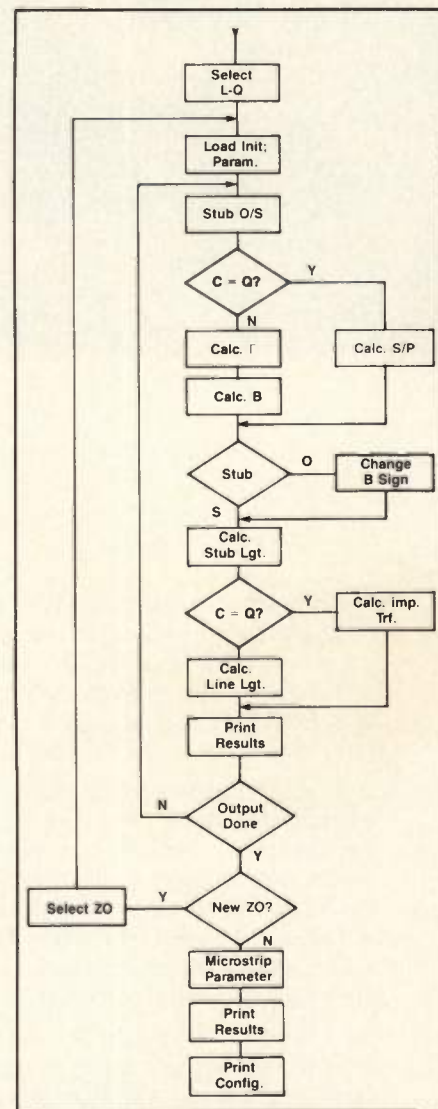 Select
L-Q
Load Init;
Param.
Stub O/S
C = Q?
Y
N
Calc. Γ
Calc. S/P
Calc. B
Stub
O
Change
B Sign
S
Calc.
Stub Lgt.
C = Q?
Y
Calc. imp.
Trf.
Calc.
Line Lgt.
Print
Results
N
Output
Done
Y
Select ZO
Y
New ZO?
N
Microstrip
Parameter
Print
Results
Print
Config.